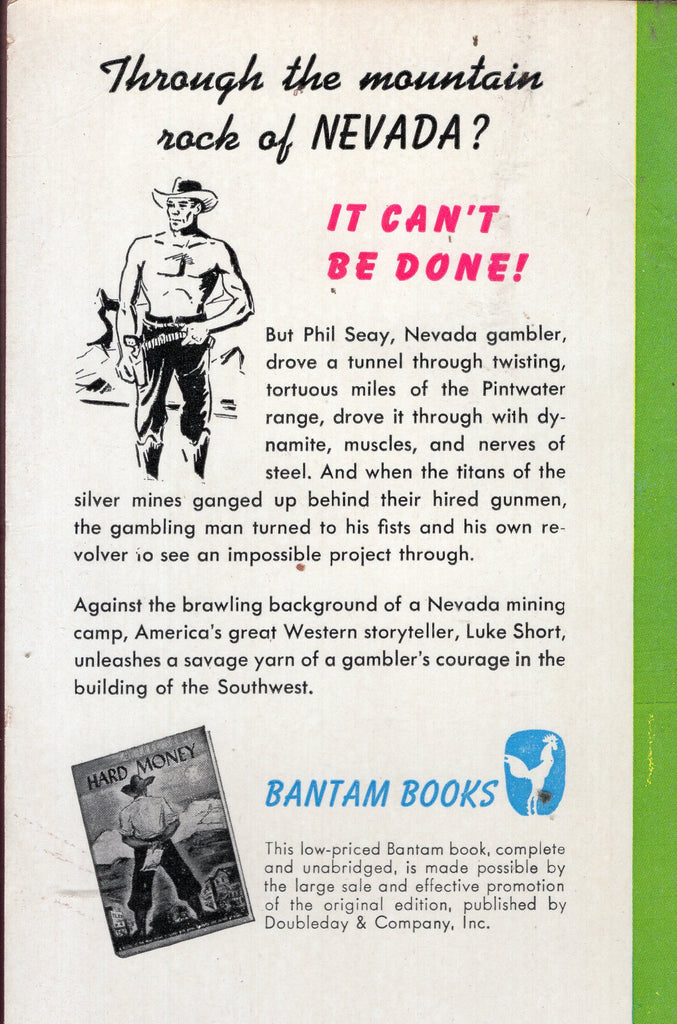 Through the mountain
rock of NEVADA?
IT CAN'T
BE DONE!
But Phil Seay, Nevada gambler,
drove a tunnel through twisting,
tortuous miles of the Pintwater
range, drove it through with dy-
namite, muscles, and nerves of
steel. And when the titans of the
silver mines ganged up behind their hired gunmen,
the gambling man turned to his fists and his own re-
volver to see an impossible project through.
Against the brawling background of a Nevada mining
camp, America's great Western storyteller, Luke Short,
unleashes a savage yarn of a gambler's courage in the
building of the Southwest.
HARD MONEY
BANTAM BOOKS
This low-priced Bantam book, complete
and unabridged, is made possible by
the large sale and effective promotion
of the original edition, published by
Doubleday & Company, Inc.